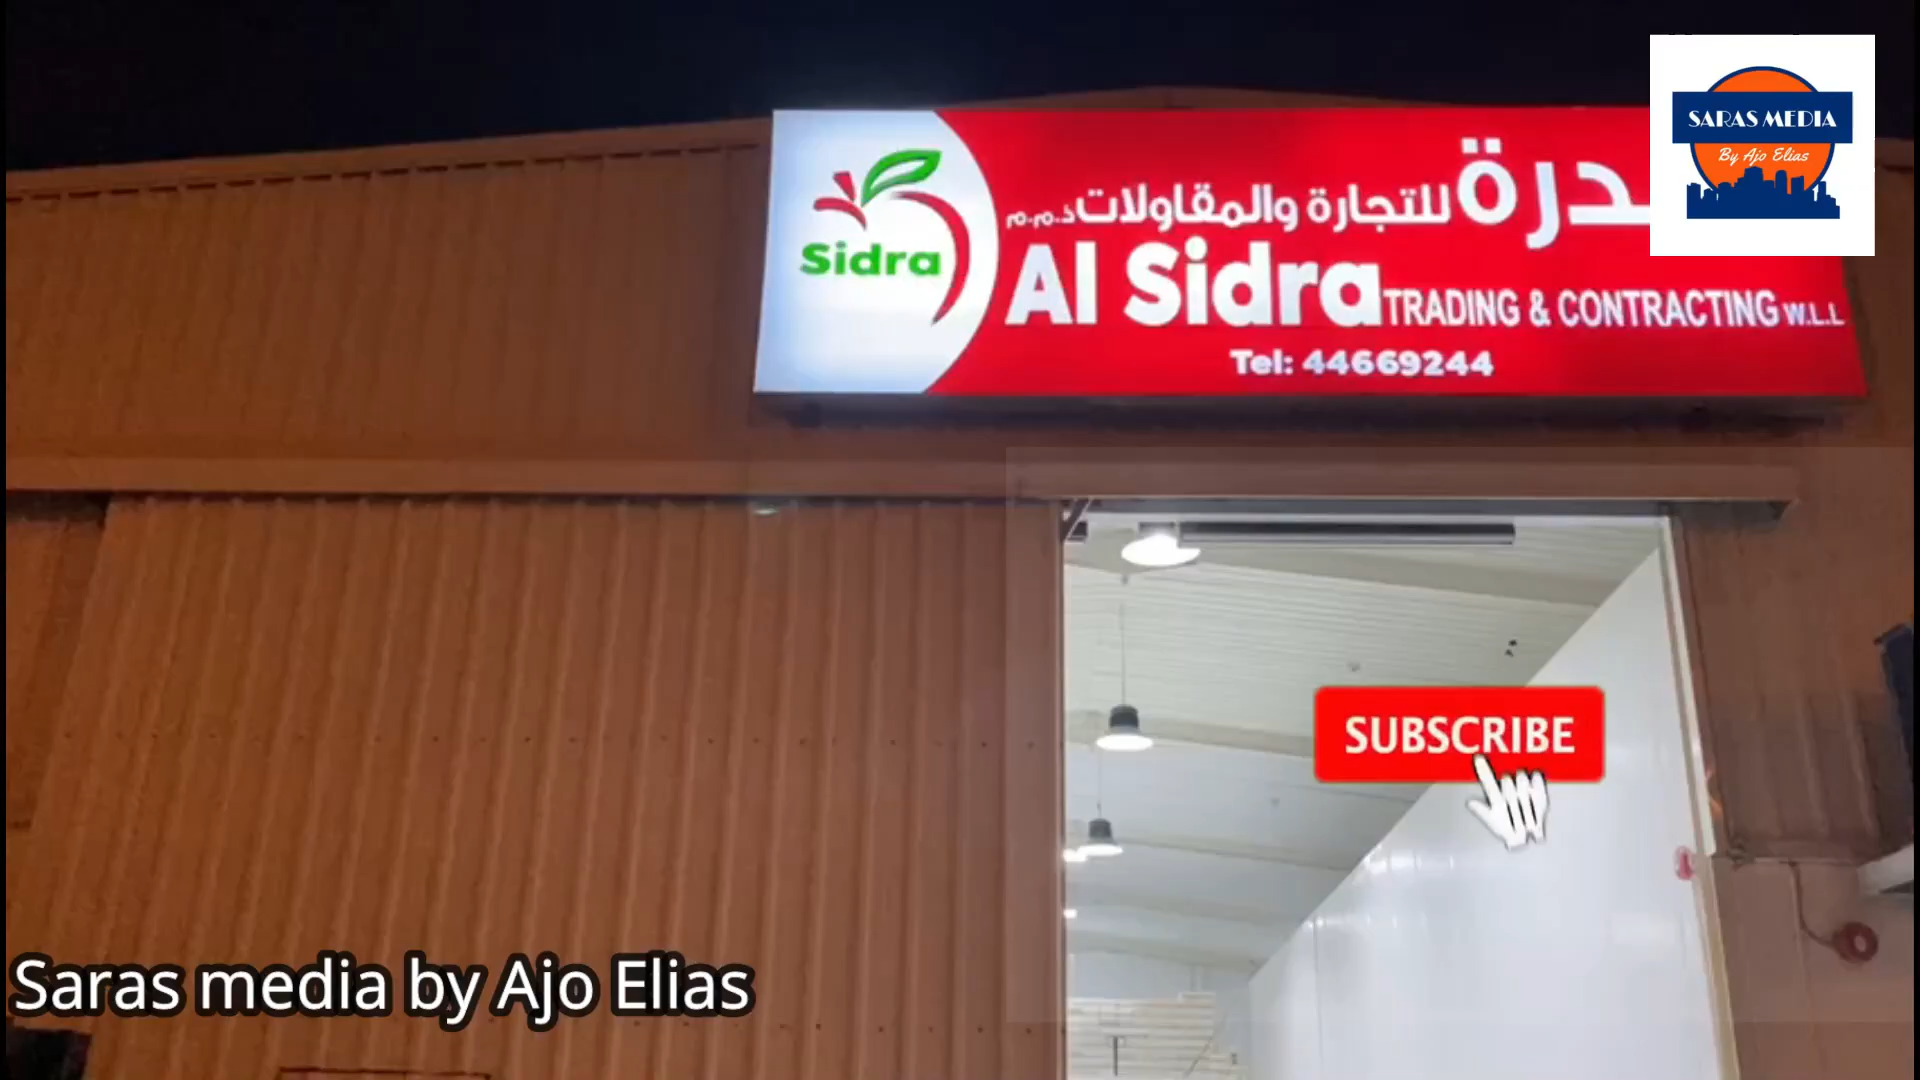 SARAS MEDIA
By Ajo Elias
للتجارة والمقاولات ذ.م.م
Sidra
Al Sidra TRADING & CONTRACTING W.L.L
Tel: 44669244
SUBSCRIBE
Saras media by Ajo Elias